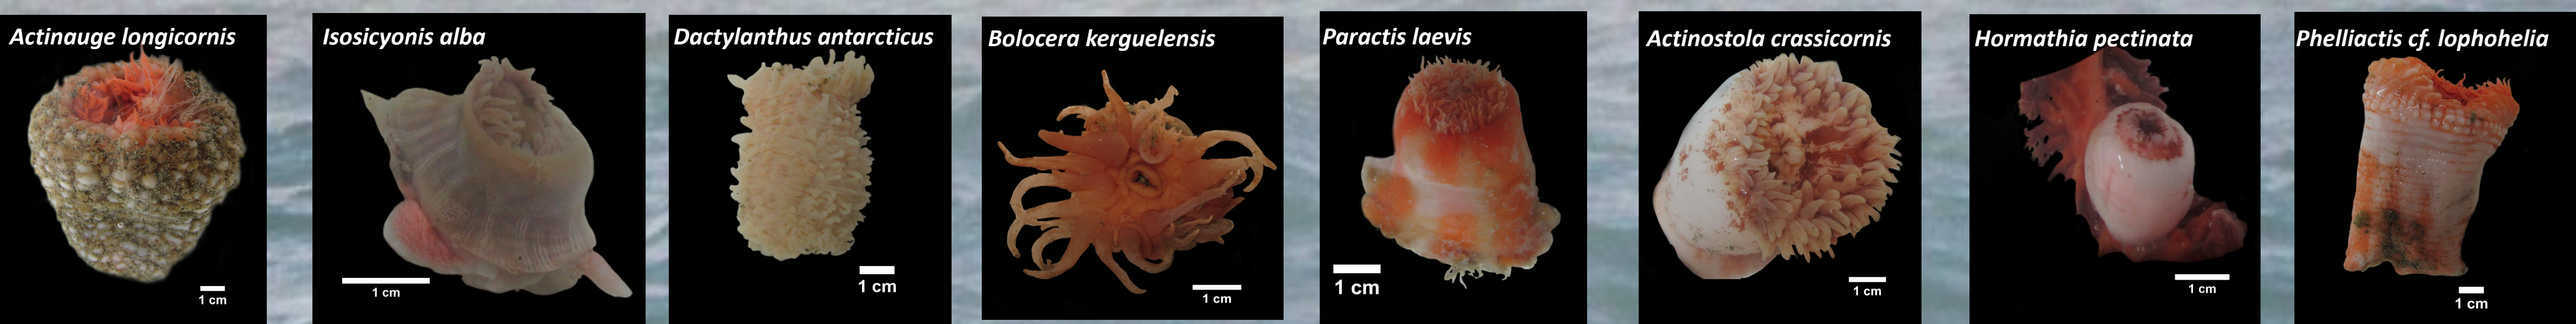 Actinauge longicornis
1 cm
Isosicyonis alba
1 cm
Dactylanthus antarcticus
1 cm
Bolocera kerguelensis
1 cm
Paractis laevis
1 cm
Actinostola crassicornis
1 cm
Hormathia pectinata
1 cm
Phelliactis cf. lophohelia
1 cm